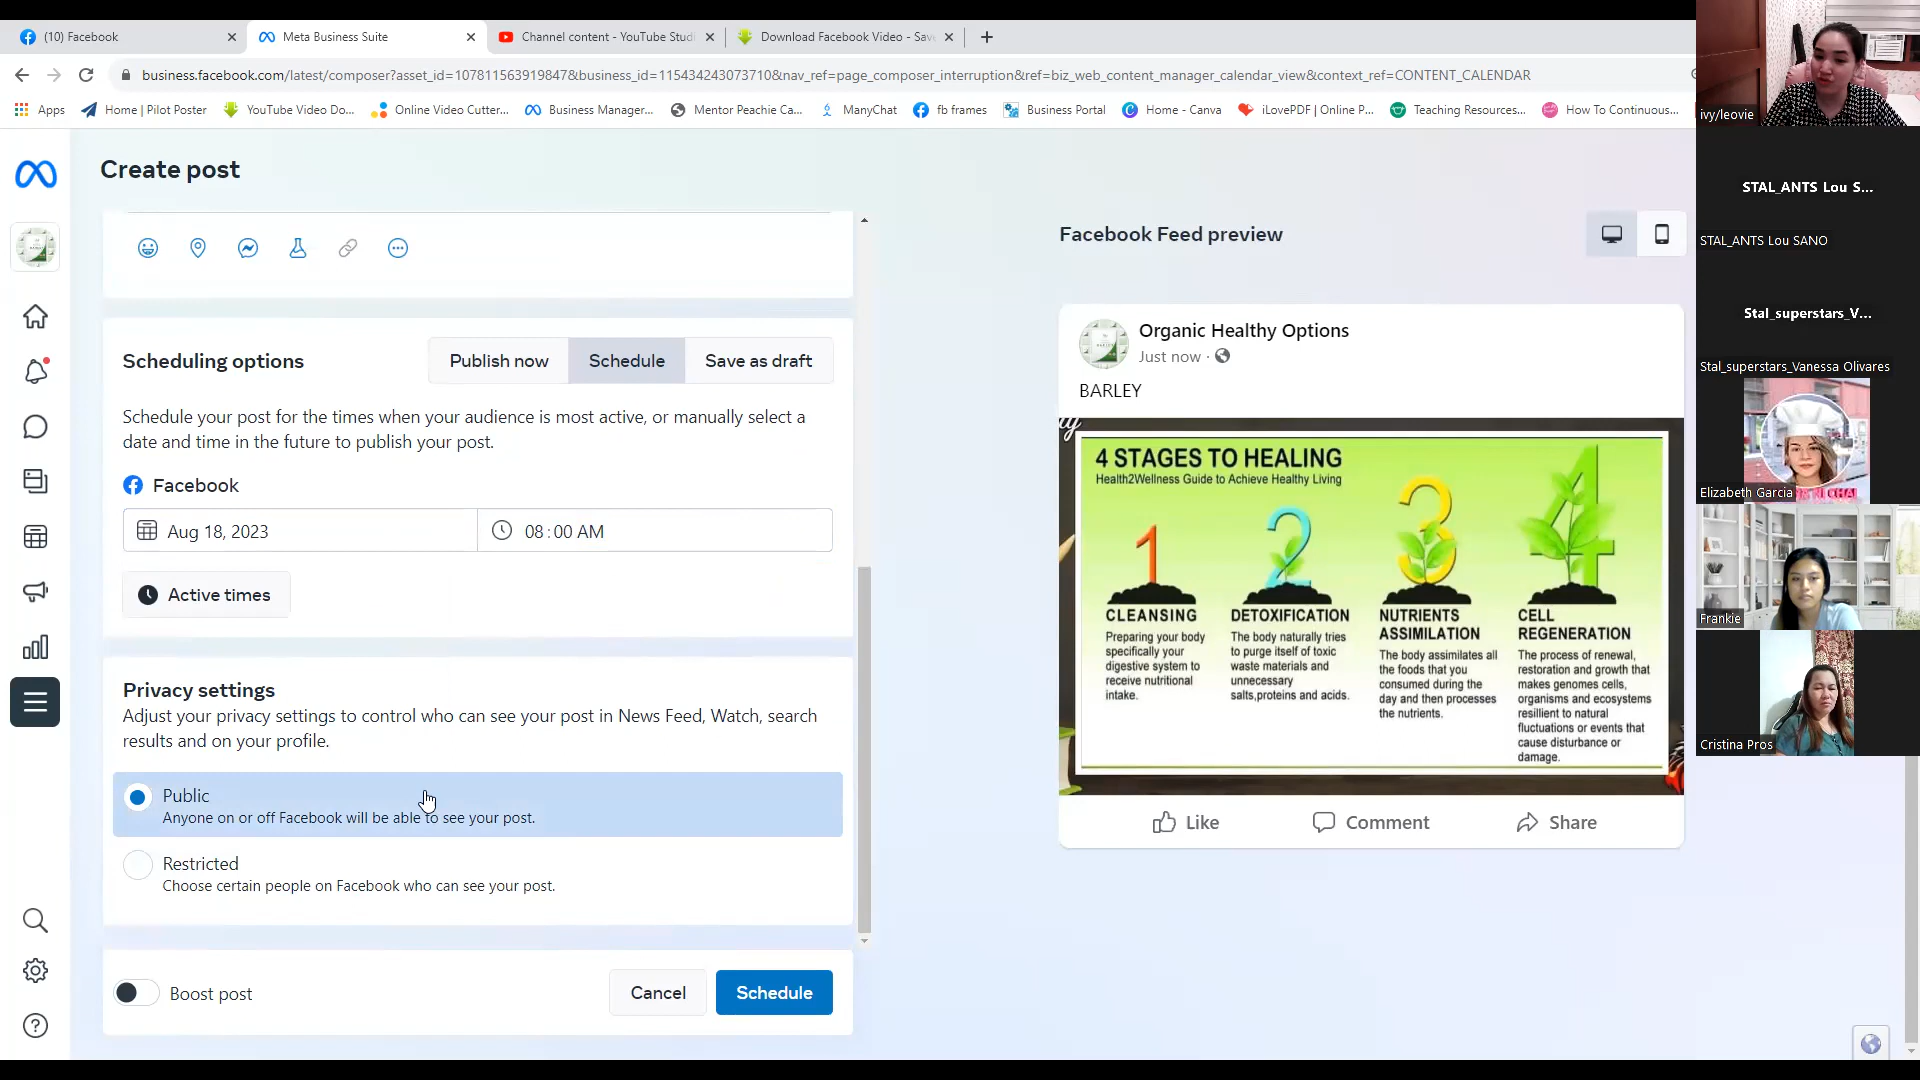 (10) Facebook
Meta Business Suite
Channel content - YouTube Studi
Download Facebook Video - Sav
business.facebook.com/latest/composer?asset_id=107811563919847&business_id=115434243073710&nav_ref=page_composer_interruption&ref=biz_web_content_manager_calendar_view&context_ref=CONTENT_CALENDAR
Apps
Home | Pilot Poster
YouTube Video Do...
Online Video Cutter...
Business Manager...
Mentor Peachie Ca...
ManyChat
fb frames
Business Portal
Home - Canva
iLovePDF | Online P...
Teaching Resources...
How To Continuous...
Create post
Scheduling options
Publish now
Schedule
Save as draft
Schedule your post for the times when your audience is most active, or manually select a
date and time in the future to publish your post.
Facebook
Aug 18, 2023
08:00 AM
Active times
Privacy settings
Adjust your privacy settings to control who can see your post in News Feed, Watch, search
results and on your profile.
Public
Anyone on or off Facebook will be able to see your post.
Restricted
Choose certain people on Facebook who can see your post.
Boost post
Cancel
Schedule
Facebook Feed preview
Organic Healthy Options
Just now ·
BARLEY
4 STAGES TO HEALING
Health2Wellness Guide to Achieve Healthy Living
1
CLEANSING
Preparing your body
specifically your
digestive system to
receive nutritional
intake.
2
DETOXIFICATION
The body naturally tries
to purge itself of toxic
waste materials and
unnecessary
salts,proteins and acids.
3
NUTRIENTS
ASSIMILATION
The body assimilates all
the foods that you
consumed during the
day and then processes
the nutrients.
4
CELL
REGENERATION
The process of renewal,
restoration and growth that
makes genomes cells,
organisms and ecosystems
resillient to natural
fluctuations or events that
cause disturbance or
damage.
Like
Comment
Share
ivy/leovie
STAL_ANTS Lou S...
STAL_ANTS Lou SANO
Stal_superstars_V...
Stal_superstars_Vanessa Olivares
Elizabeth Garcia
Frankie
Cristina Pros